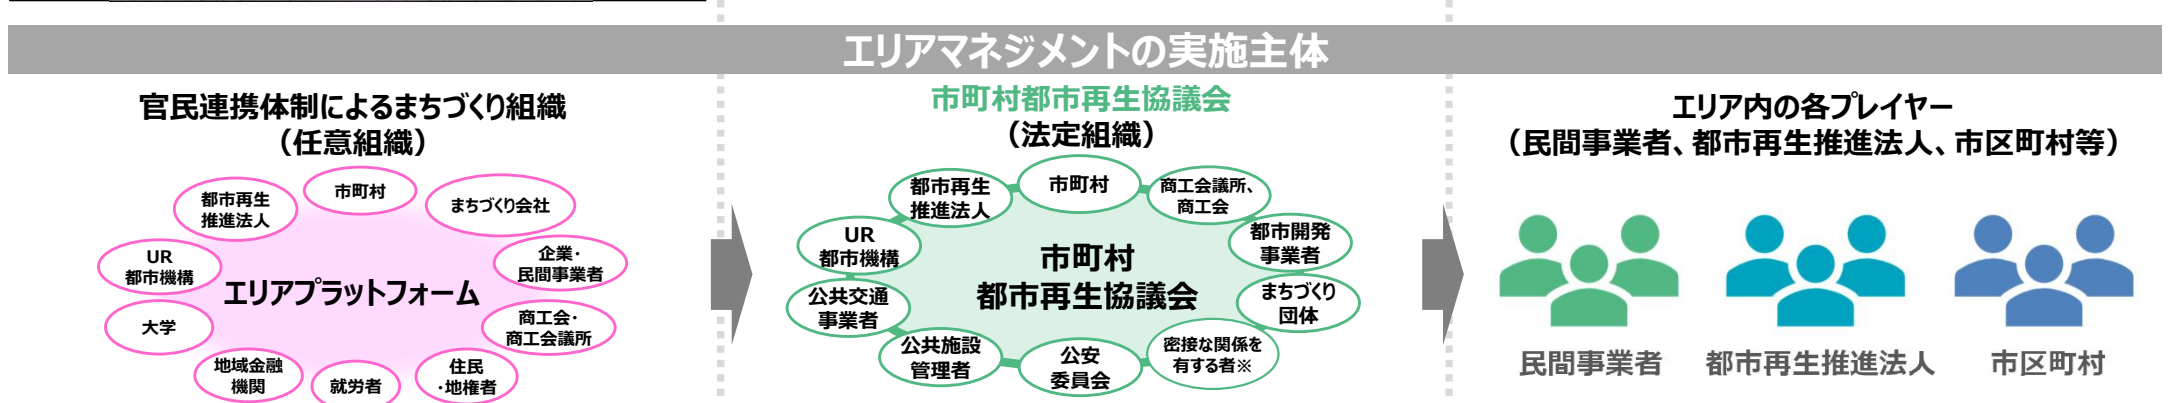 エリアマネジメントの実施主体
官民連携体制によるまちづくり組織
（任意組織）
市町村
都市再生
推進法人
まちづくり会社
UR
都市機構
企業・
民間事業者
エリアプラットフォーム
大学
商工会・
商工会議所
地域金融
機関
就労者
住民
・地権者
市町村都市再生協議会
（法定組織）
都市再生
推進法人
市町村
商工会議所、
商工会
UR
都市機構
都市開発
事業者
市町村
都市再生協議会
公共交通
事業者
まちづくり
団体
公共施設
管理者
公安
委員会
密接な関係を
有する者※
エリア内の各プレイヤー
（民間事業者、都市再生推進法人、市区町村等）
民間事業者
都市再生推進法人
市区町村